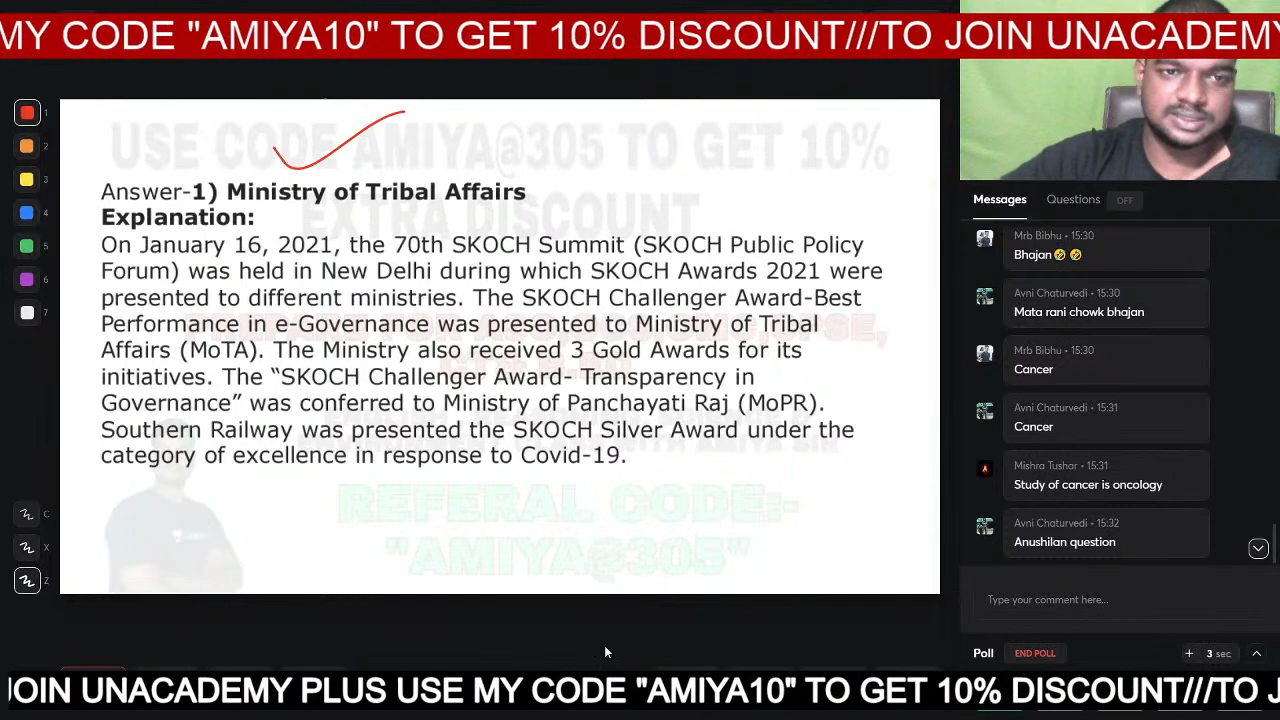 MY CODE "AMIYA10" TO GET 10% DISCOUNT///TO JOIN UNACADEMY
1
2
3
4
5
6
7
C
X
Z
USE CODE AMIYA@305 TO GET 10%
EXTRA DISCOUNT
Answer-1) Ministry of Tribal Affairs
Explanation:
On January 16, 2021, the 70th SKOCH Summit (SKOCH Public Policy
Forum) was held in New Delhi during which SKOCH Awards 2021 were
presented to different ministries. The SKOCH Challenger Award-Best
Performance in e-Governance was presented to Ministry of Tribal
Affairs (MoTA). The Ministry also received 3 Gold Awards for its
initiatives. The “SKOCH Challenger Award- Transparency in
Governance” was conferred to Ministry of Panchayati Raj (MoPR).
Southern Railway was presented the SKOCH Silver Award under the
category of excellence in response to Covid-19.
REFERAL CODE:-
"AMIYA@305"
Messages Questions OFF
Mrb Bibhu • 15:30
Bhajan🤣 🤣
Avni Chaturvedi • 15:30
Mata rani chowk bhajan
Mrb Bibhu • 15:30
Cancer
Avni Chaturvedi • 15:31
Cancer
Mishra Tushar • 15:31
Study of cancer is oncology
Avni Chaturvedi • 15:32
Anushilan question
Type your comment here...
Poll END POLL + 3 sec
JOIN UNACADEMY PLUS USE MY CODE "AMIYA10" TO GET 10% DISCOUNT///TO J